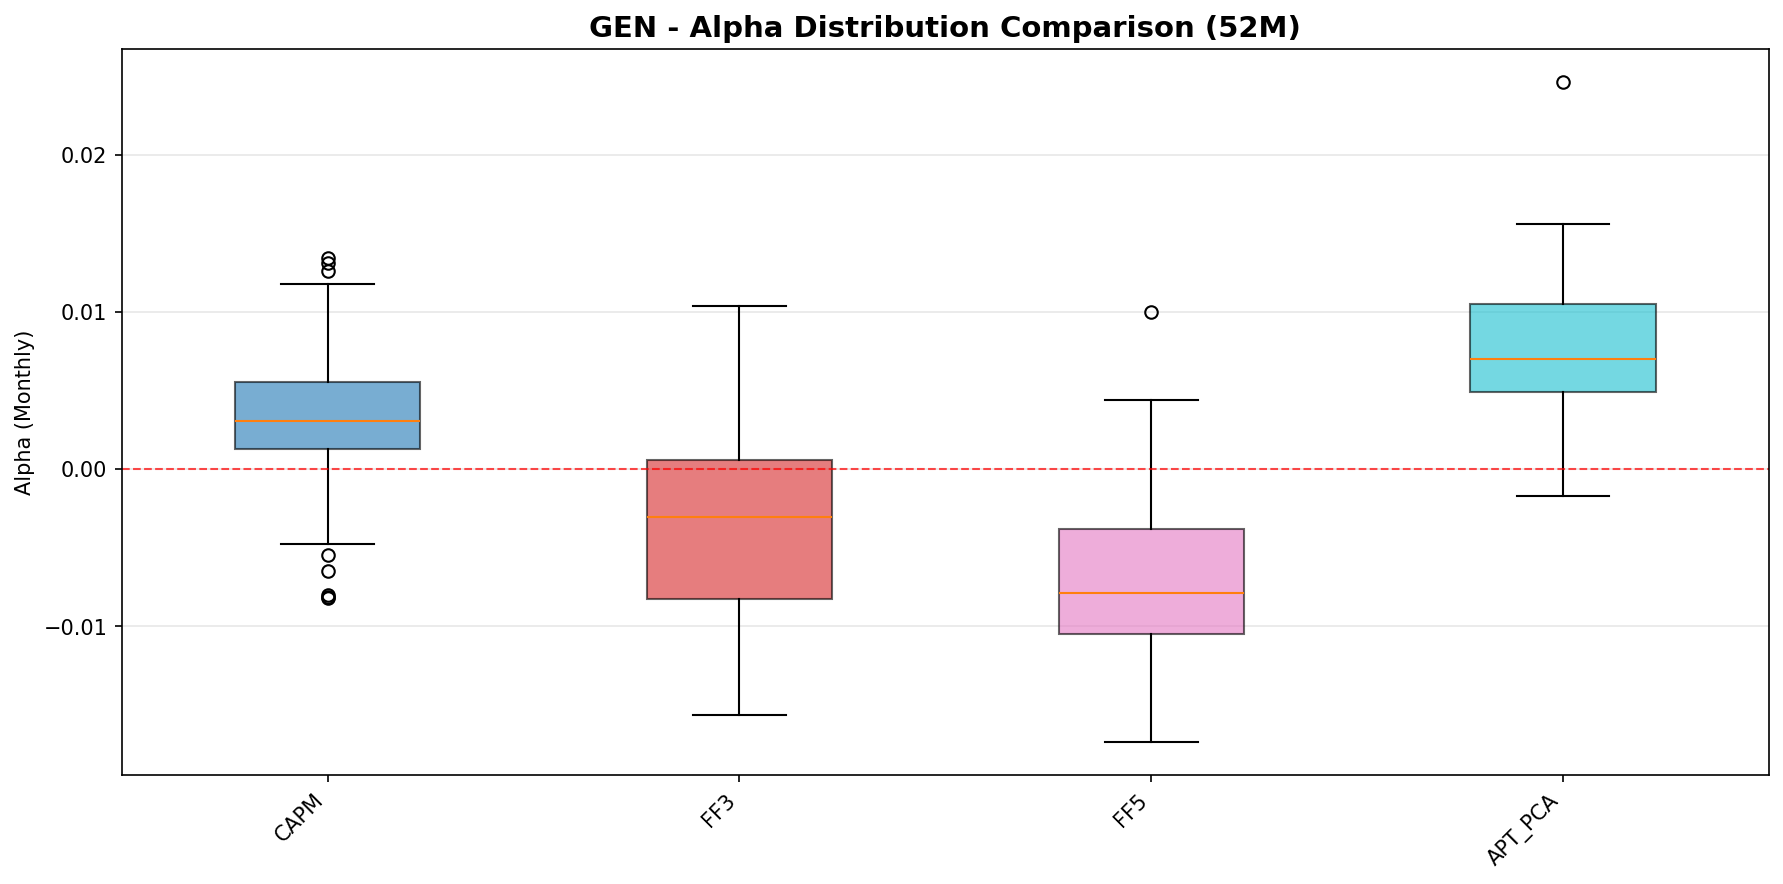 GEN - Alpha Distribution Comparison (52M)
Alpha (Monthly)
0.02
0.01
0.00
−0.01
CAPM
FF3
FF5
APT_PCA